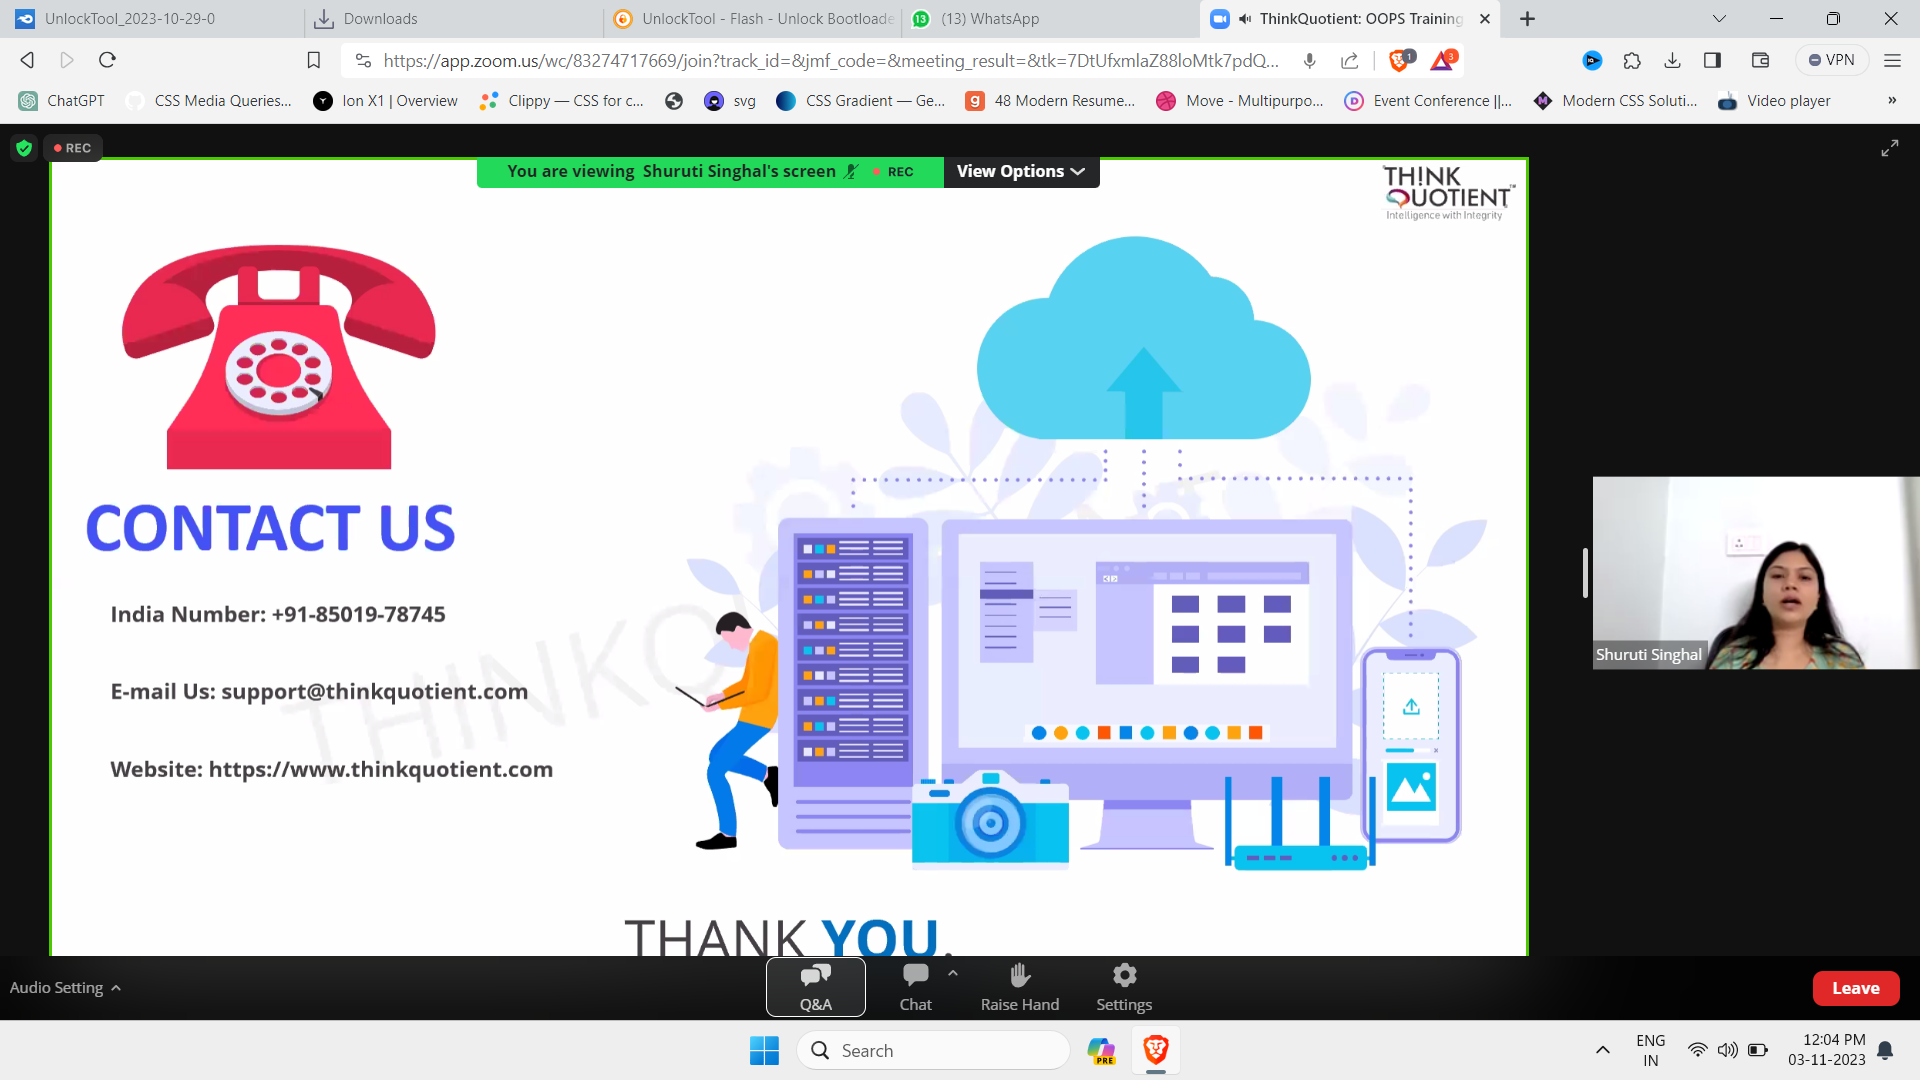 UnlockTool_2023-10-29-0
Downloads
UnlockTool - Flash - Unlock Bootloade
(13) WhatsApp
ThinkQuotient: OOPS Training
https://app.zoom.us/wc/83274717669/join?track_id=&jmf_code=&meeting_result=&tk=7DtUfxmlaZ88loMtk7pdQ...
1
3
VPN
ChatGPT
CSS Media Queries...
Ion X1 | Overview
Clippy — CSS for c...
svg
CSS Gradient — Ge...
48 Modern Resume...
Move - Multipurpo...
Event Conference ||...
Modern CSS Soluti...
Video player
REC
You are viewing Shuruti Singhal's screen
REC
View Options
TH!NK
QUOTIENT™
Intelligence with Integrity
CONTACT US
India Number: +91-85019-78745
E-mail Us: support@thinkquotient.com
Website: https://www.thinkquotient.com
THANK YOU.
Shuruti Singhal
Audio Setting
Q&A
Chat
Raise Hand
Settings
Leave
Search
PRE
ENG
IN
12:04 PM
03-11-2023